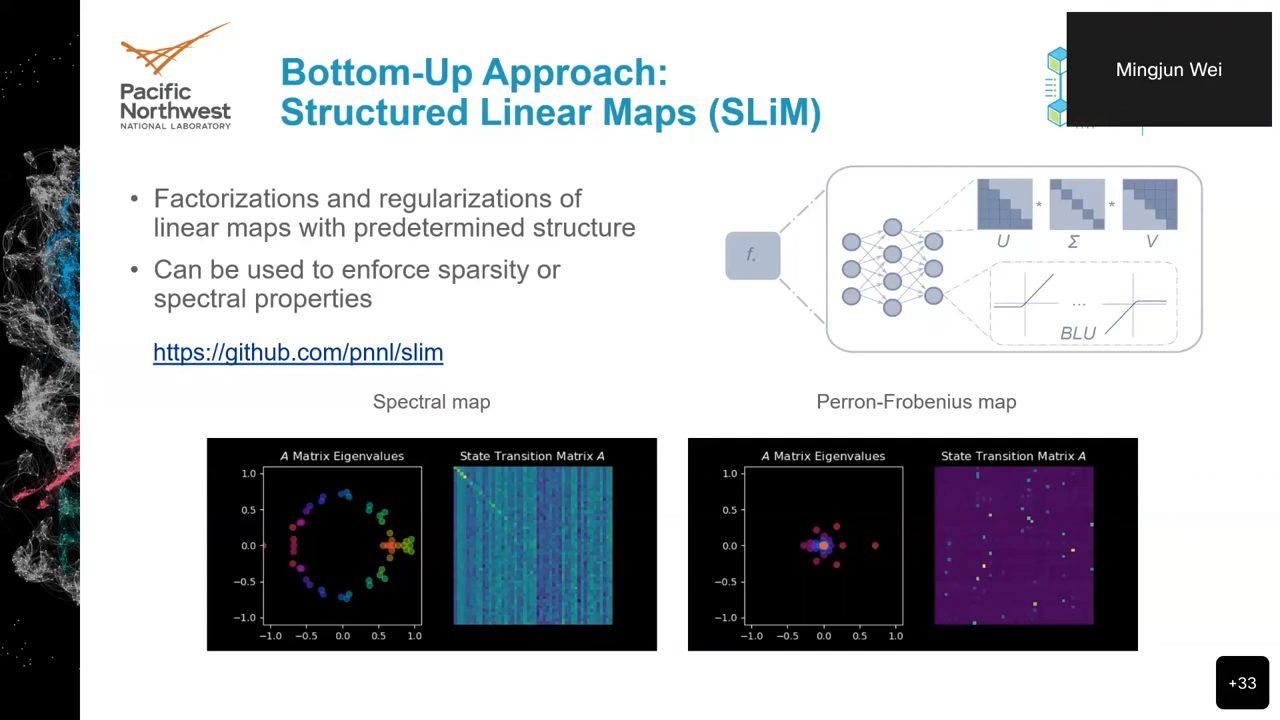 Pacific
Northwest
NATIONAL LABORATORY
Bottom-Up Approach:
Structured Linear Maps (SLiM)
Mingjun Wei
• Factorizations and regularizations of
linear maps with predetermined structure
• Can be used to enforce sparsity or
spectral properties
https://github.com/pnnl/slim
f.
* *
U Σ V
...
BLU
Spectral map
A Matrix Eigenvalues
1.0
0.5
0.0
−0.5
−1.0
−1.0 −0.5 0.0 0.5 1.0
State Transition Matrix A
Perron-Frobenius map
A Matrix Eigenvalues
1.0
0.5
0.0
−0.5
−1.0
−1.0 −0.5 0.0 0.5 1.0
State Transition Matrix A
+33